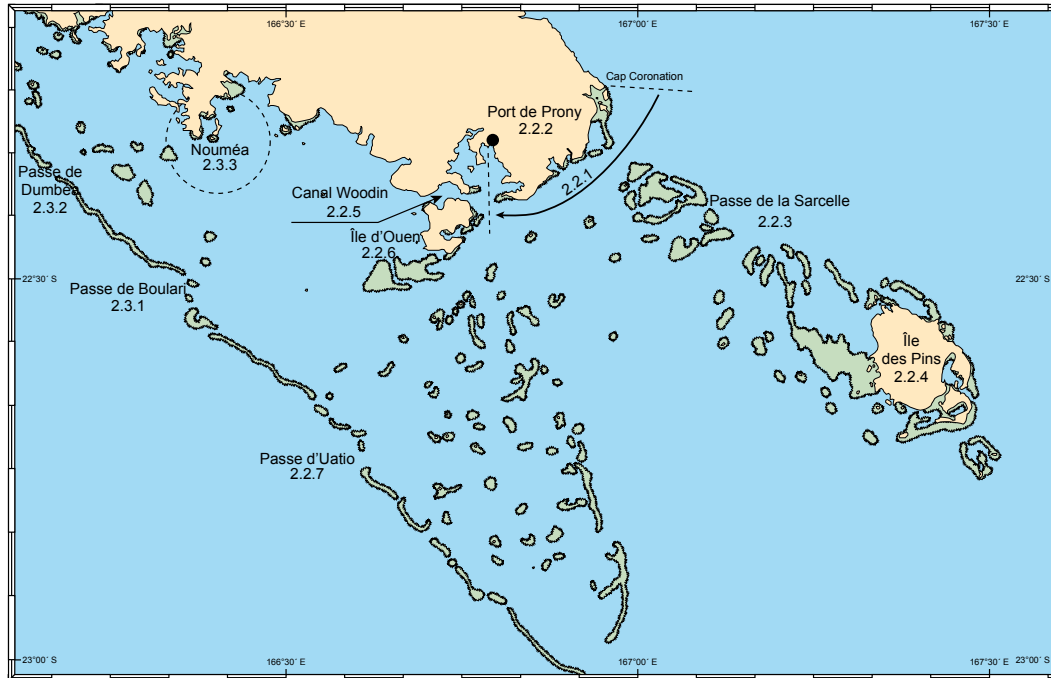 166°30´ E
167°00´ E
167°30´ E
Cap Coronation
Port de Prony
2.2.2
Nouméa
2.3.3
Passe de
Dumbéa
2.3.2
2.2.1
Canal Woodin
2.2.5
Passe de la Sarcelle
2.2.3
Île d'Ouen
2.2.6
22°30´ S
22°30´ S
Passe de Boulari
2.3.1
Île
des Pins
2.2.4
Passe d'Uatio
2.2.7
23°00´ S
23°00´ S
166°30´ E
167°00´ E
167°30´ E